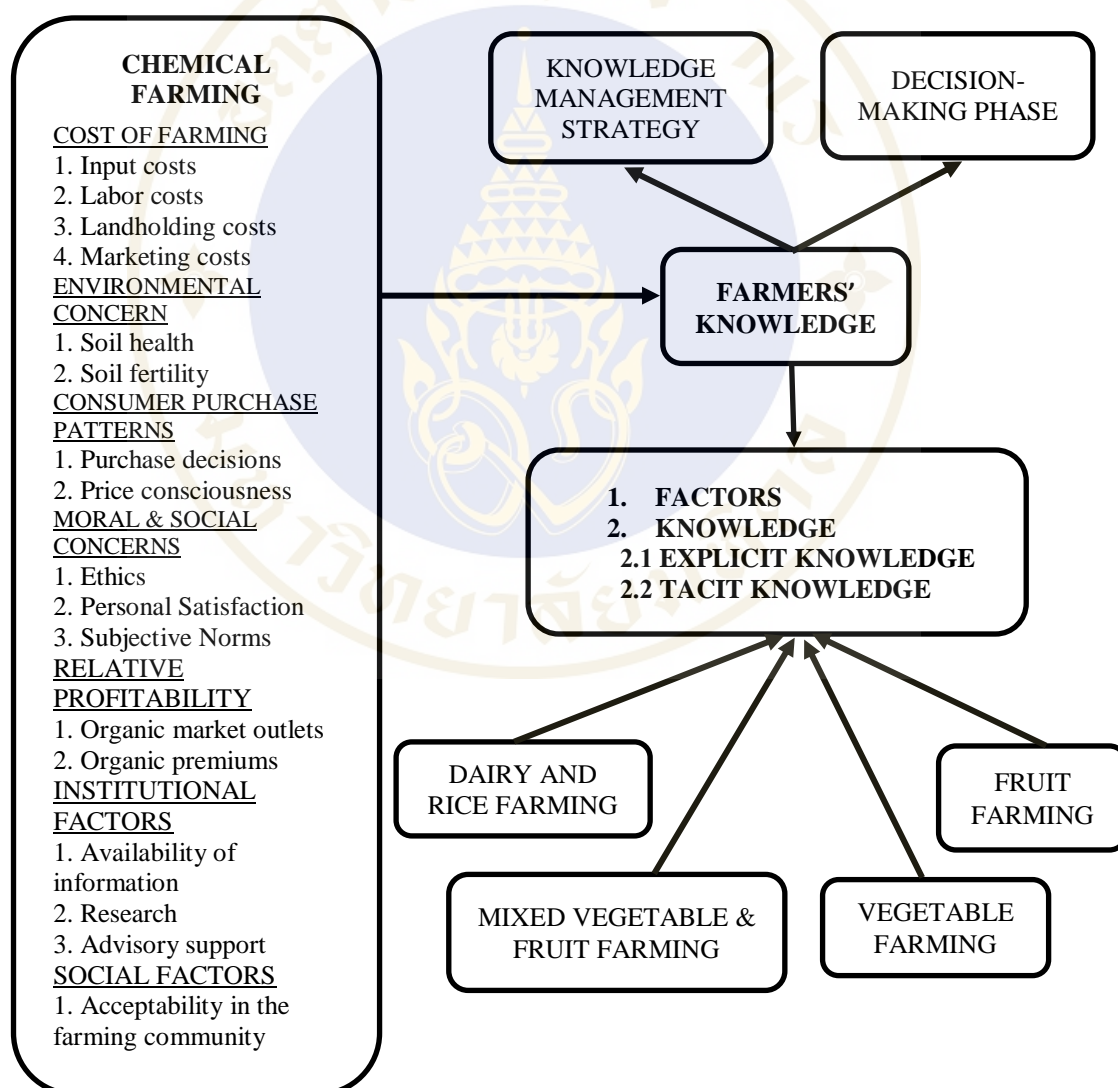 CHEMICAL
FARMING
COST OF FARMING
1. Input costs
2. Labor costs
3. Landholding costs
4. Marketing costs
ENVIRONMENTAL
CONCERN
1. Soil health
2. Soil fertility
CONSUMER PURCHASE
PATTERNS
1. Purchase decisions
2. Price consciousness
MORAL & SOCIAL
CONCERNS
1. Ethics
2. Personal Satisfaction
3. Subjective Norms
RELATIVE
PROFITABILITY
1. Organic market outlets
2. Organic premiums
INSTITUTIONAL
FACTORS
1. Availability of
information
2. Research
3. Advisory support
SOCIAL FACTORS
1. Acceptability in the
farming community
KNOWLEDGE
MANAGEMENT
STRATEGY
DECISION-
MAKING PHASE
FARMERS’
KNOWLEDGE
1. FACTORS
2. KNOWLEDGE
2.1 EXPLICIT KNOWLEDGE
2.2 TACIT KNOWLEDGE
DAIRY AND
RICE FARMING
FRUIT
FARMING
MIXED VEGETABLE &
FRUIT FARMING
VEGETABLE
FARMING